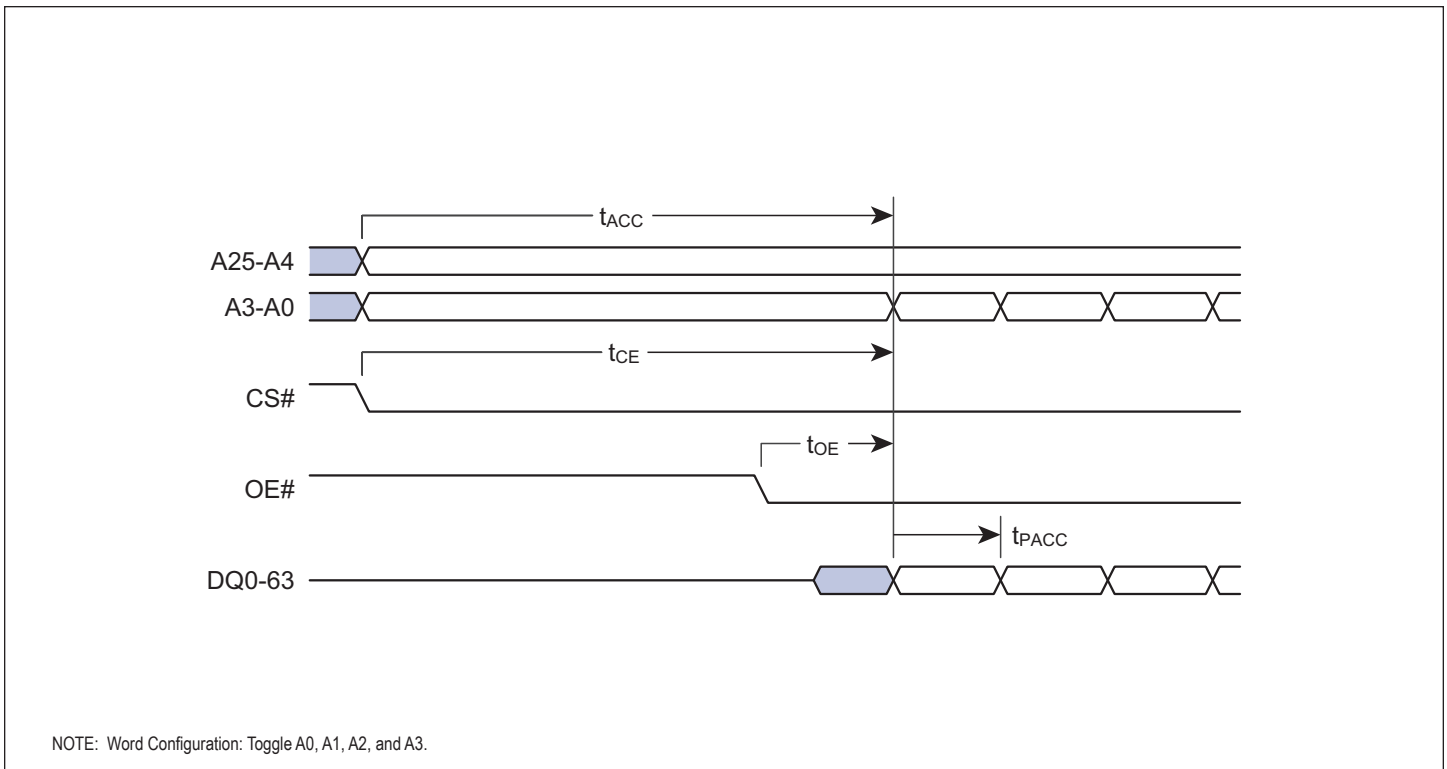 tACC
A25-A4
A3-A0
tCE
CS#
tOE
OE#
tPACC
DQ0-63
NOTE: Word Configuration: Toggle A0, A1, A2, and A3.